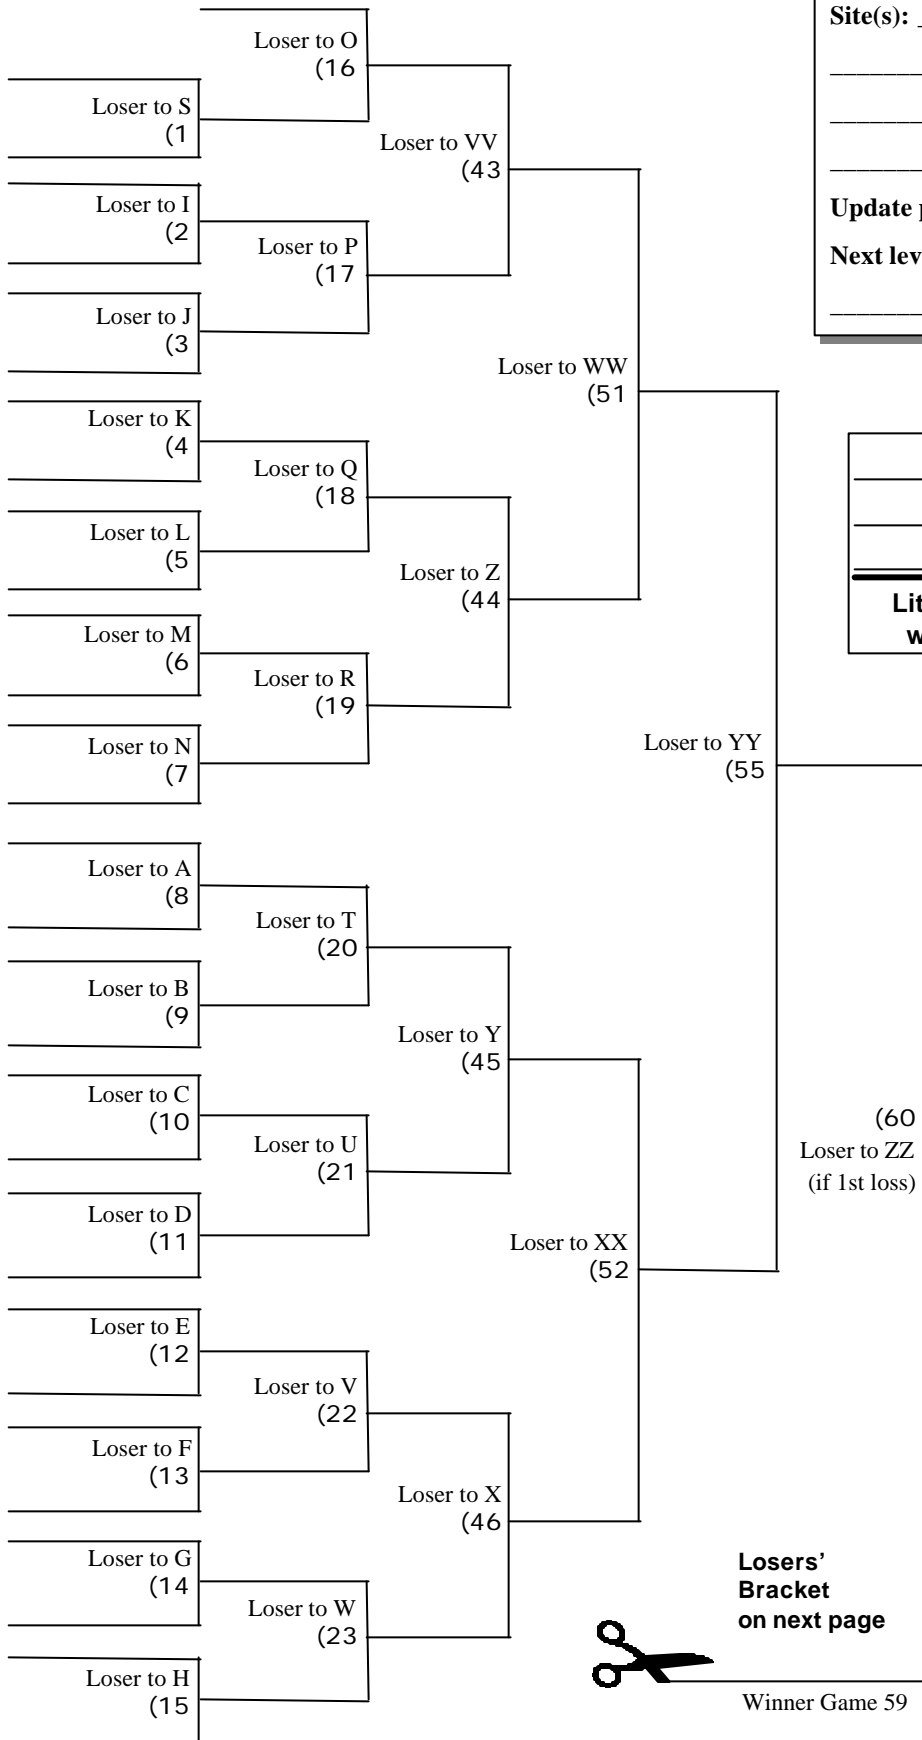 Site(s): _
Loser to O
(16
Loser to S
(1
Loser to VV
(43
Loser to I
(2
Update
Loser to P
(17
Next
Loser to J
(3
Loser to WW
(51
Loser to K
(4
Loser to Q
(18
Loser to L
(5
Loser to Z
(44
Loser to M
(6
Loser to R
(19
Loser to N
(7
Loser to YY
(55
Loser to A
(8
Loser to T
(20
Loser to B
(9
Loser to Y
(45
Loser to C
(10
(60
Loser to ZZ
(if 1st loss)
Loser to U
(21
Loser to D
(11
Loser to XX
(52
Loser to E
(12
Loser to V
(22
Loser to F
(13
Loser to X
(46
Loser to G
(14
Losers'
Bracket
on next page
Loser to W
(23
Loser to H
(15
Winner Game 59